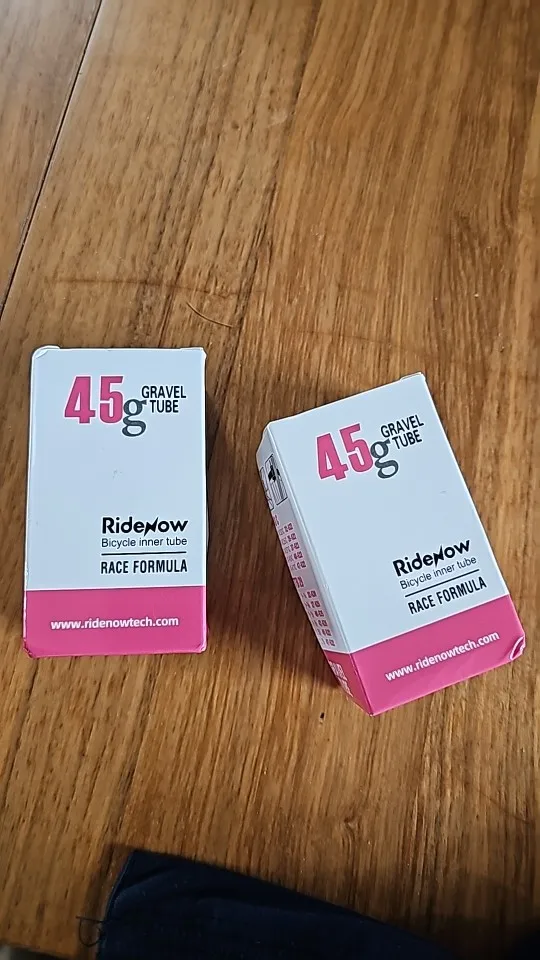 45g GRAVEL
TUBE
RideNow
Bicycle inner tube
RACE FORMULA
www.ridenowtech.com
45g GRAVEL
TUBE
RideNow
Bicycle inner tube
RACE FORMULA
www.ridenowtech.com